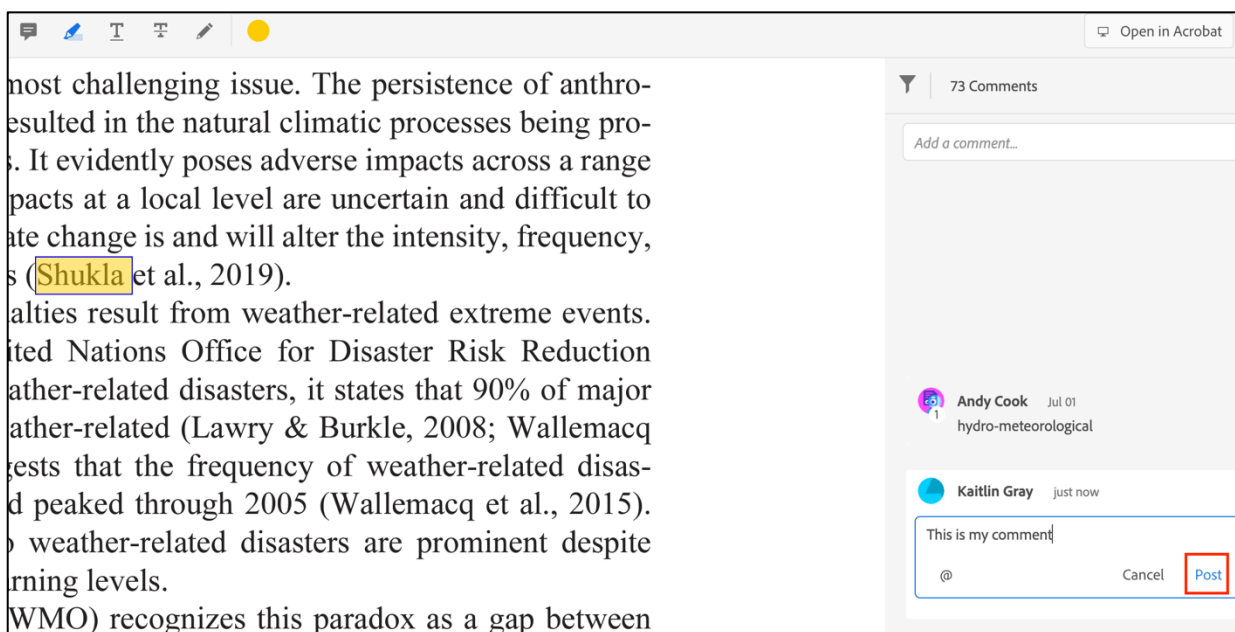 Open in Acrobat
most challenging issue. The persistence of anthro-
esulted in the natural climatic processes being pro-
s. It evidently poses adverse impacts across a range
pacts at a local level are uncertain and difficult to
ate change is and will alter the intensity, frequency,
s (Shukla et al., 2019).
alties result from weather-related extreme events.
ited Nations Office for Disaster Risk Reduction
ather-related disasters, it states that 90% of major
ather-related (Lawry & Burkle, 2008; Wallemacq
gests that the frequency of weather-related disas-
d peaked through 2005 (Wallemacq et al., 2015).
o weather-related disasters are prominent despite
rning levels.
WMO) recognizes this paradox as a gap between
73 Comments
Add a comment...
Andy Cook Jul 01
1
hydro-meteorological
Kaitlin Gray just now
This is my comment
@ Cancel Post